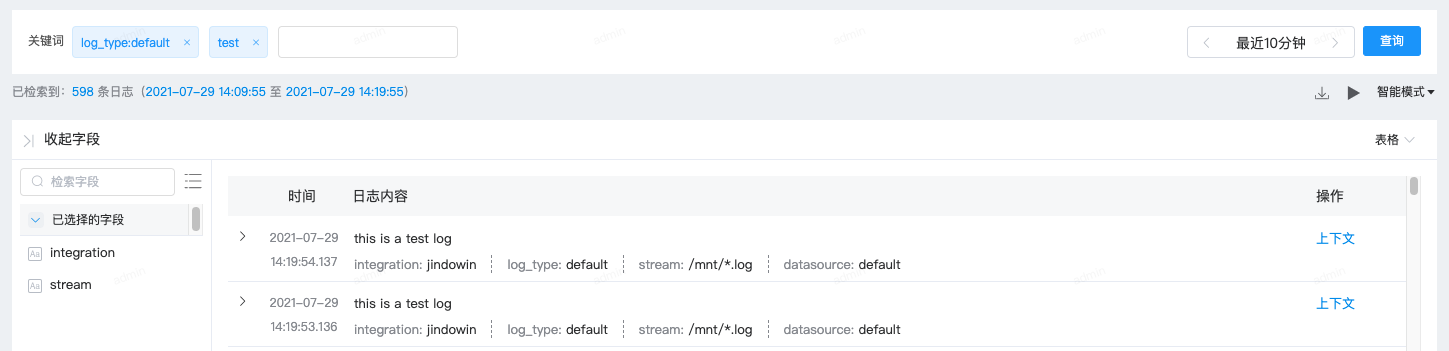 关键词 log_type:default × test × 最近10分钟 查询
已检索到：598 条日志（2021-07-29 14:09:55 至 2021-07-29 14:19:55） 智能模式
收起字段 表格
检索字段
已选择的字段
Aa integration
Aa stream
时间 日志内容 操作
2021-07-29 this is a test log 上下文
14:19:54.137 integration: jindowin log_type: default stream: /mnt/*.log datasource: default
2021-07-29 this is a test log 上下文
14:19:53.136 integration: jindowin log_type: default stream: /mnt/*.log datasource: default
admin